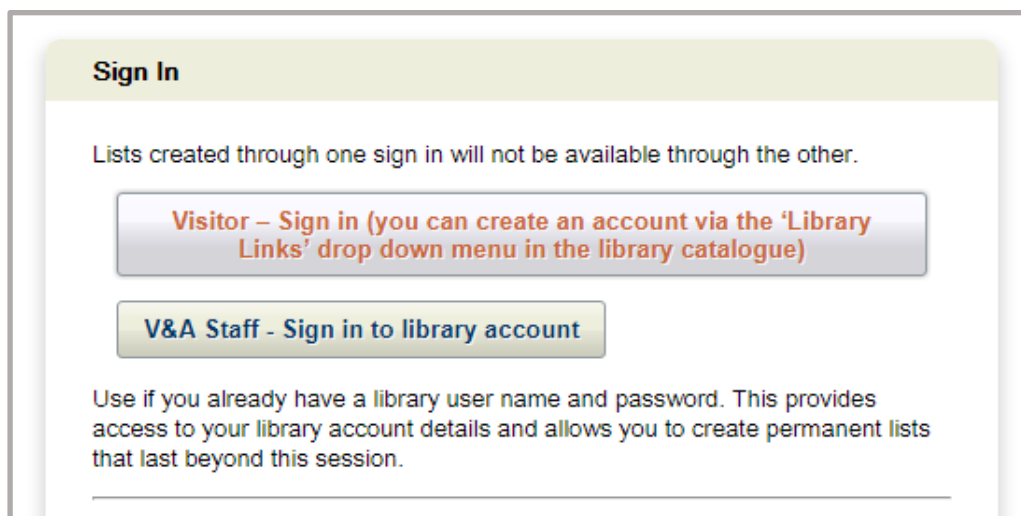 Sign In
Lists created through one sign in will not be available through the other.
Visitor – Sign in (you can create an account via the ‘Library
Links’ drop down menu in the library catalogue)
V&A Staff - Sign in to library account
Use if you already have a library user name and password. This provides
access to your library account details and allows you to create permanent lists
that last beyond this session.